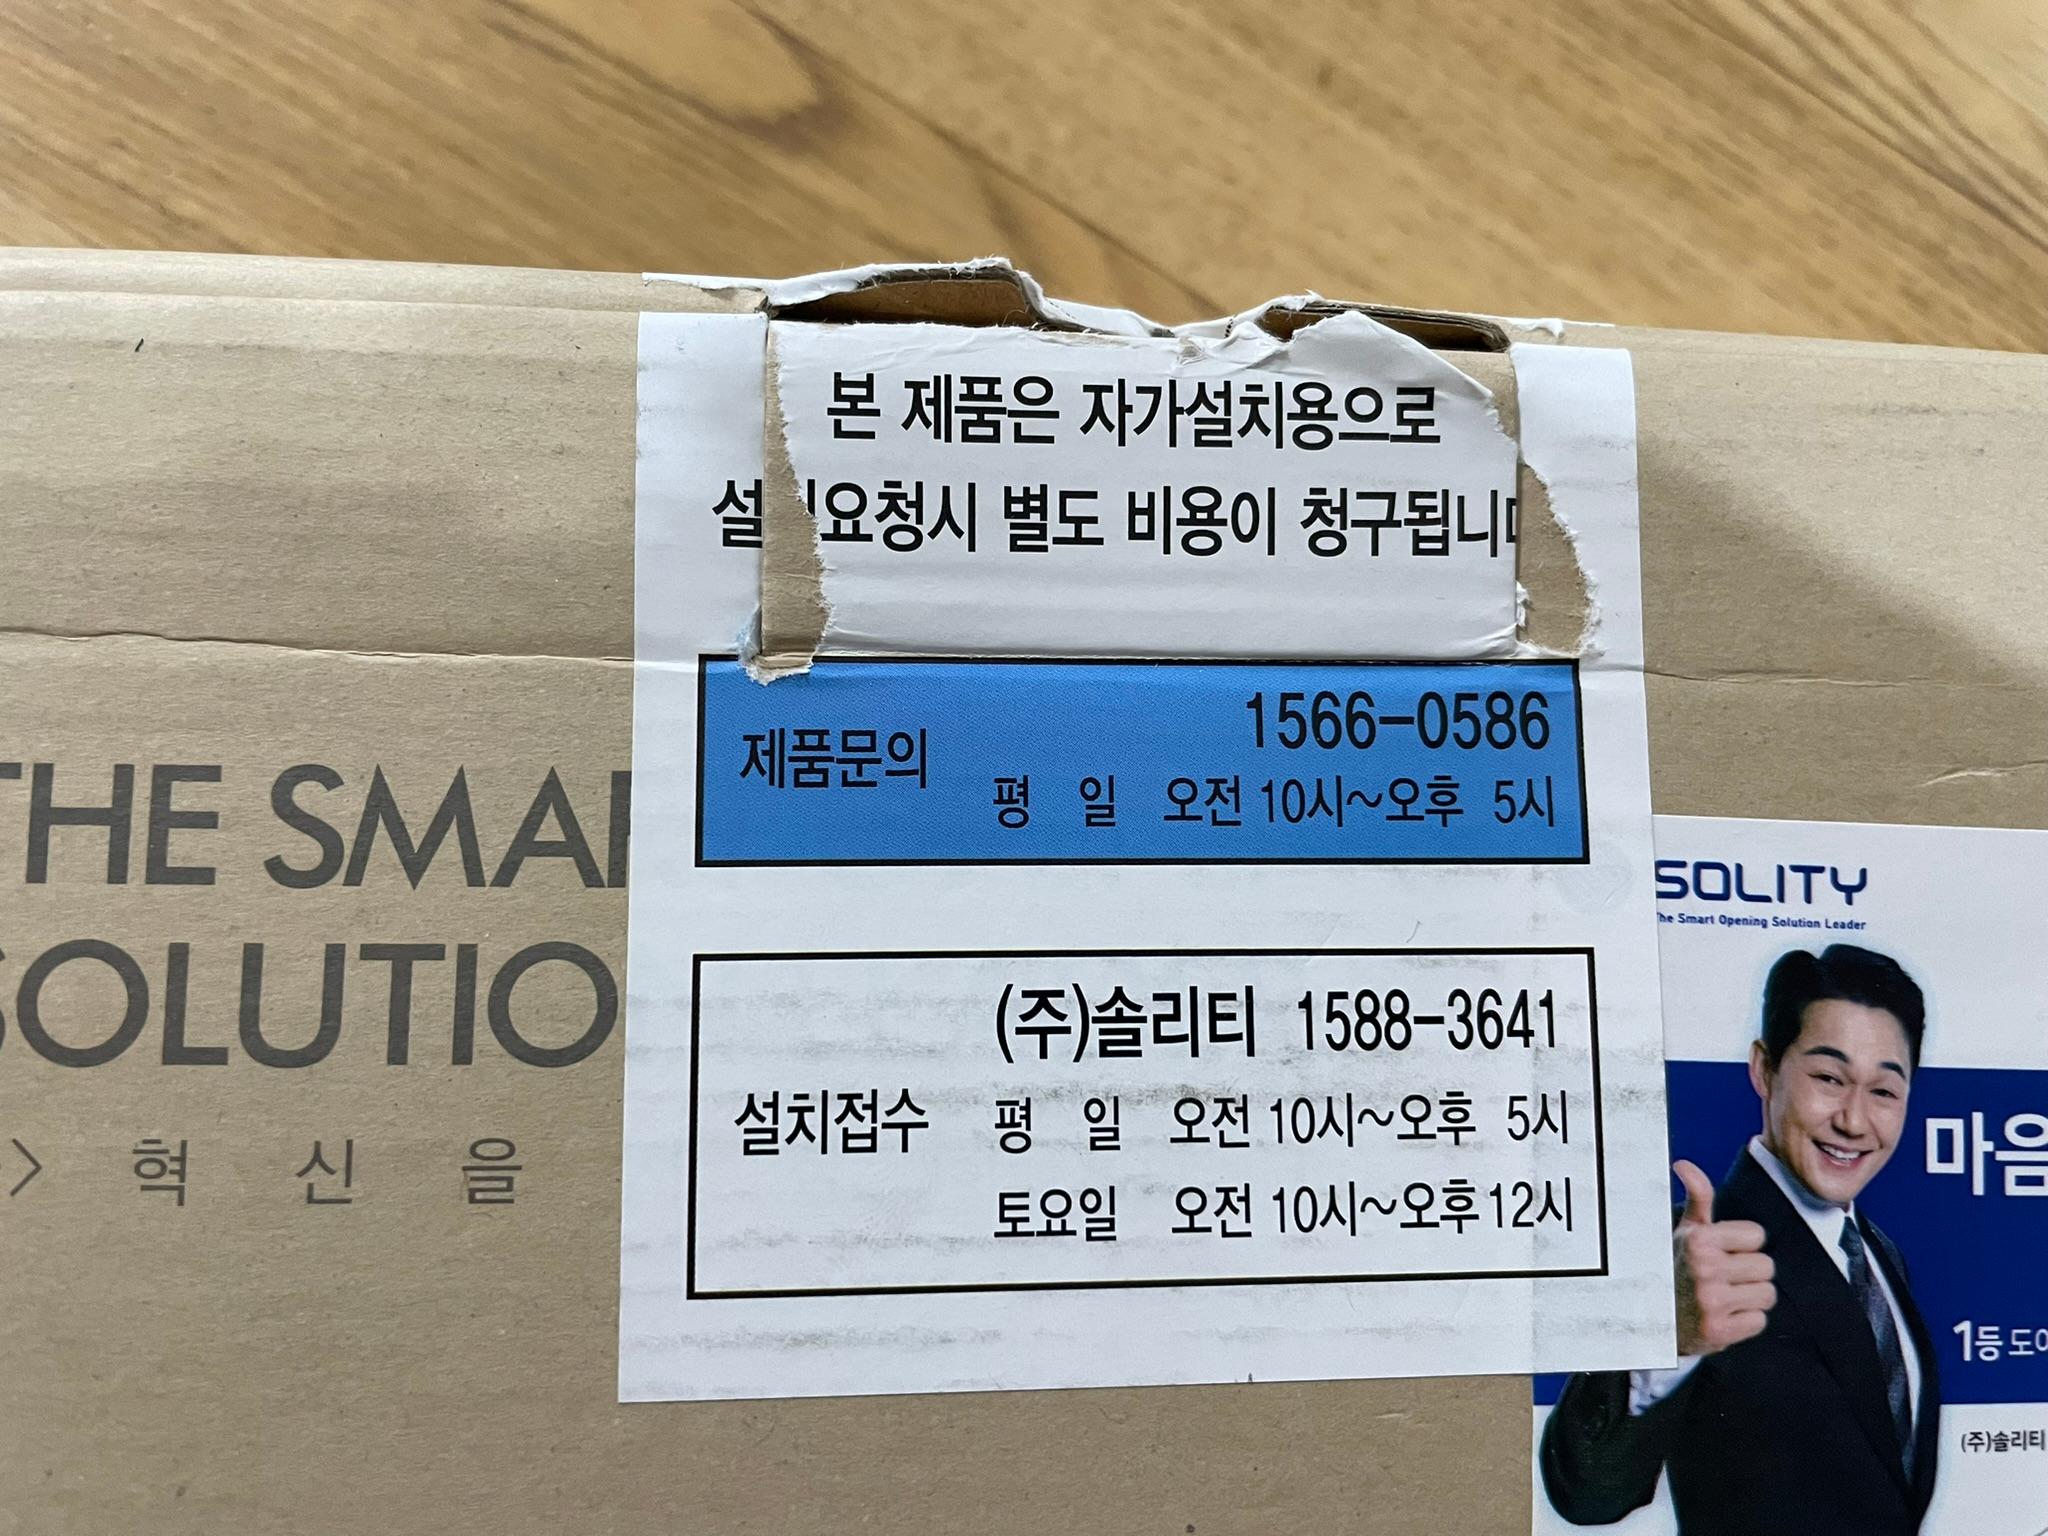 본 제품은 자가설치용으로
요청시 별도 비용이 청구됩니
제품문의
1566-0586
평 일 오전 10시~오후 5시
(주)솔리티 1588-3641
설치접수
평 일 오전 10시~오후 5시
토요일 오전 10시~오후12시
THE
SOLUTIO
> 혁 신 을
SOLITY
The Smart Opening Solution Leader
마음
1등
(주)솔리티